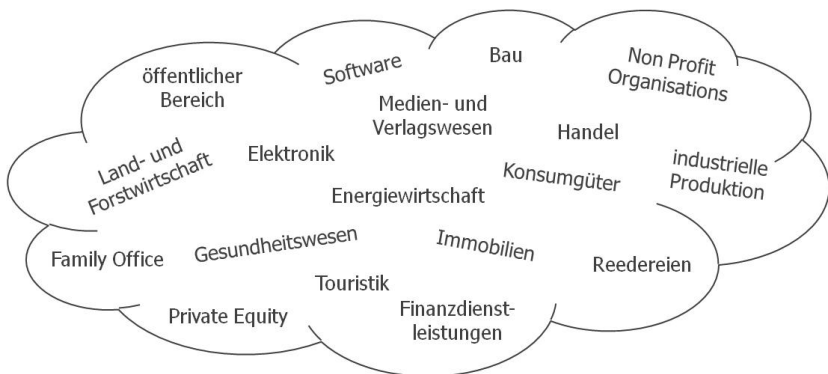 öffentlicher
Bereich
Software
Bau
Non Profit
Organisations
Medien- und
Verlagswesen
Handel
Land- und
Forstwirtschaft
Elektronik
Konsumgüter
industrielle
Produktion
Energiewirtschaft
Family Office
Gesundheitswesen
Immobilien
Reedereien
Touristik
Private Equity
Finanzdienst-
leistungen